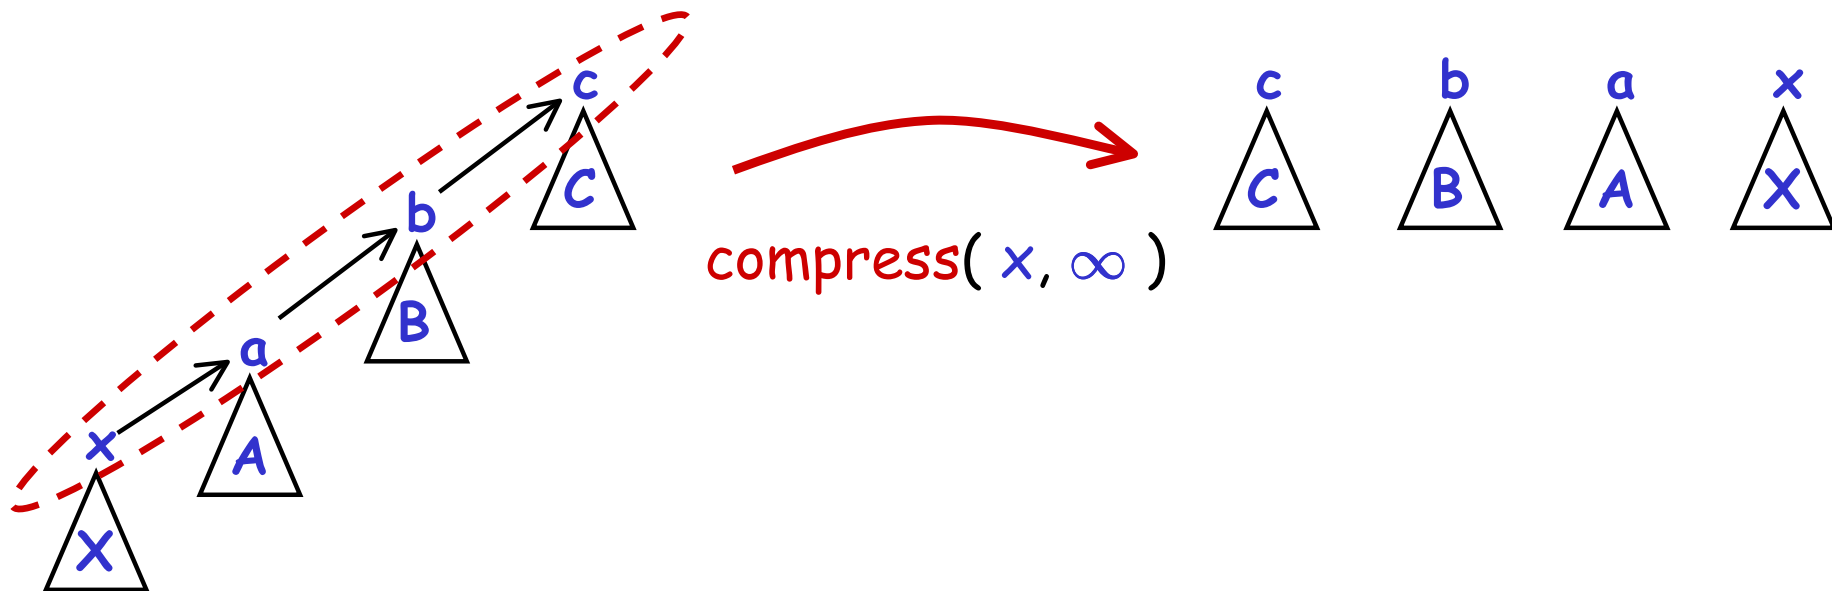 c
c b a x
C
C B A X
b
compress( x, ∞ )
B
a
x
A
X